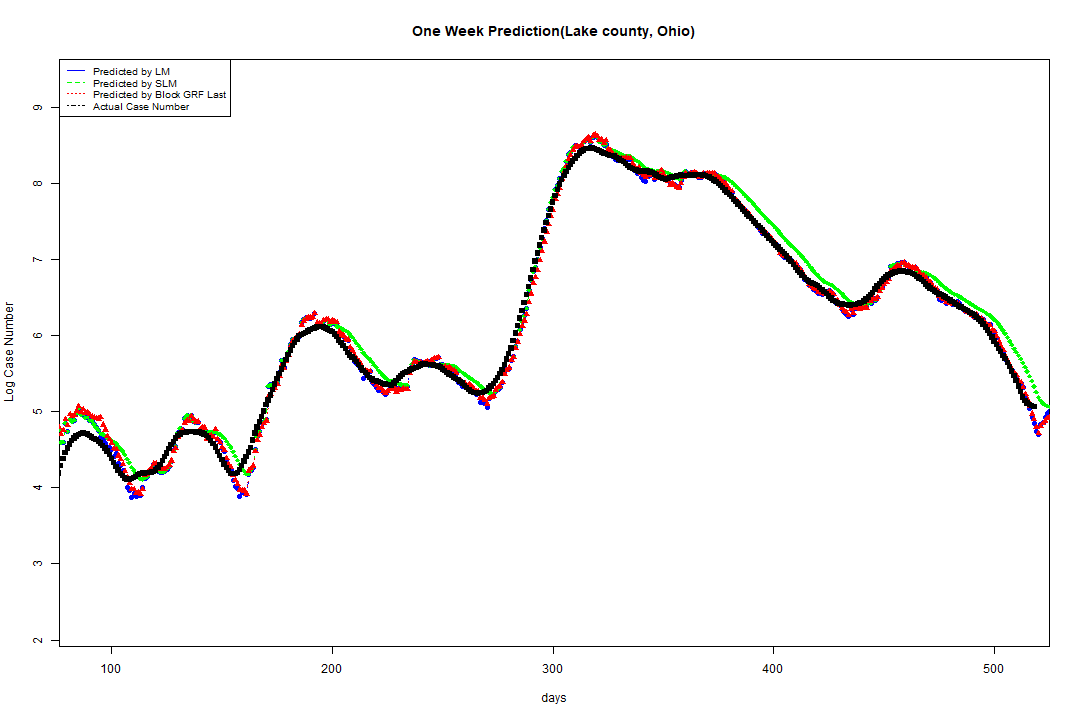 One Week Prediction(Lake county, Ohio)
Predicted by LM
Predicted by SLM
Predicted by Block GRF Last
Actual Case Number
9
8
7
6
5
4
3
2
Log Case Number
100 200 300 400 500
days